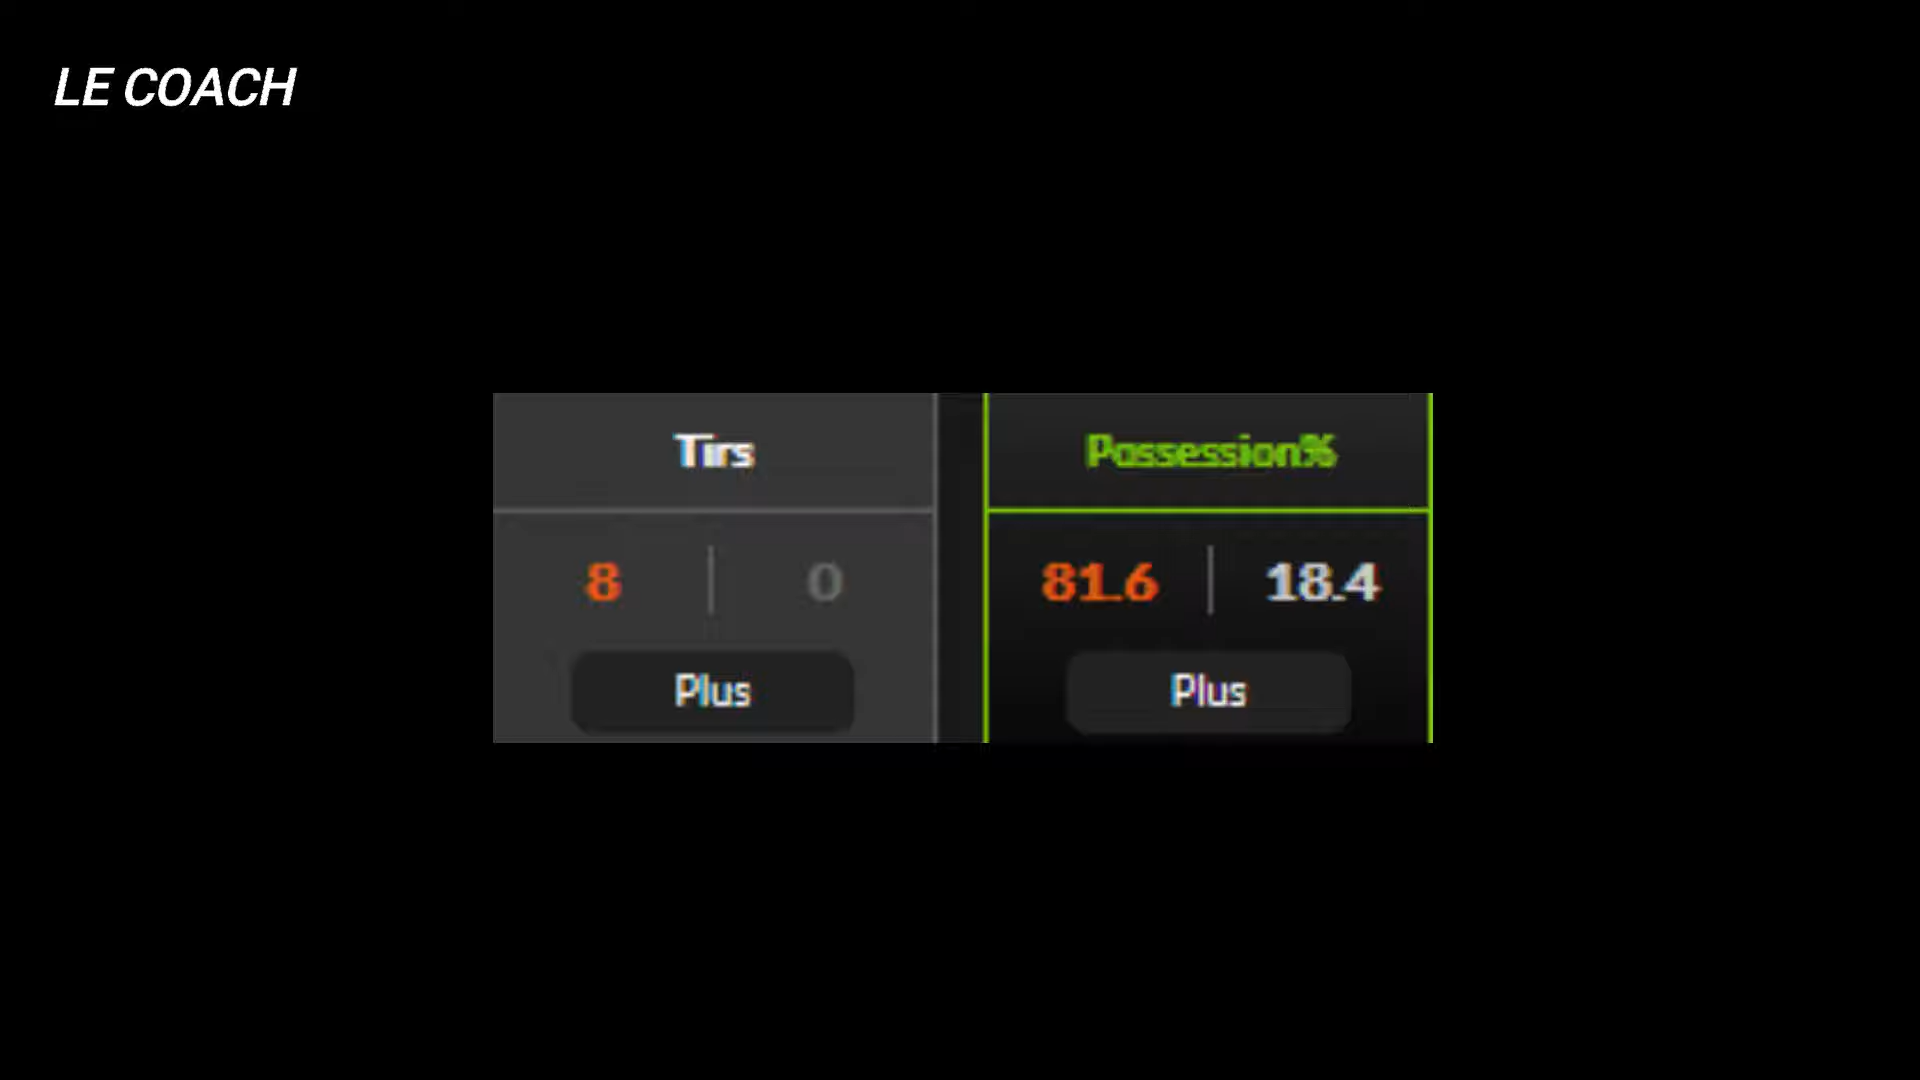 LE COACH
Tirs
Possession%
8 | 0
81.6 | 18.4
Plus
Plus